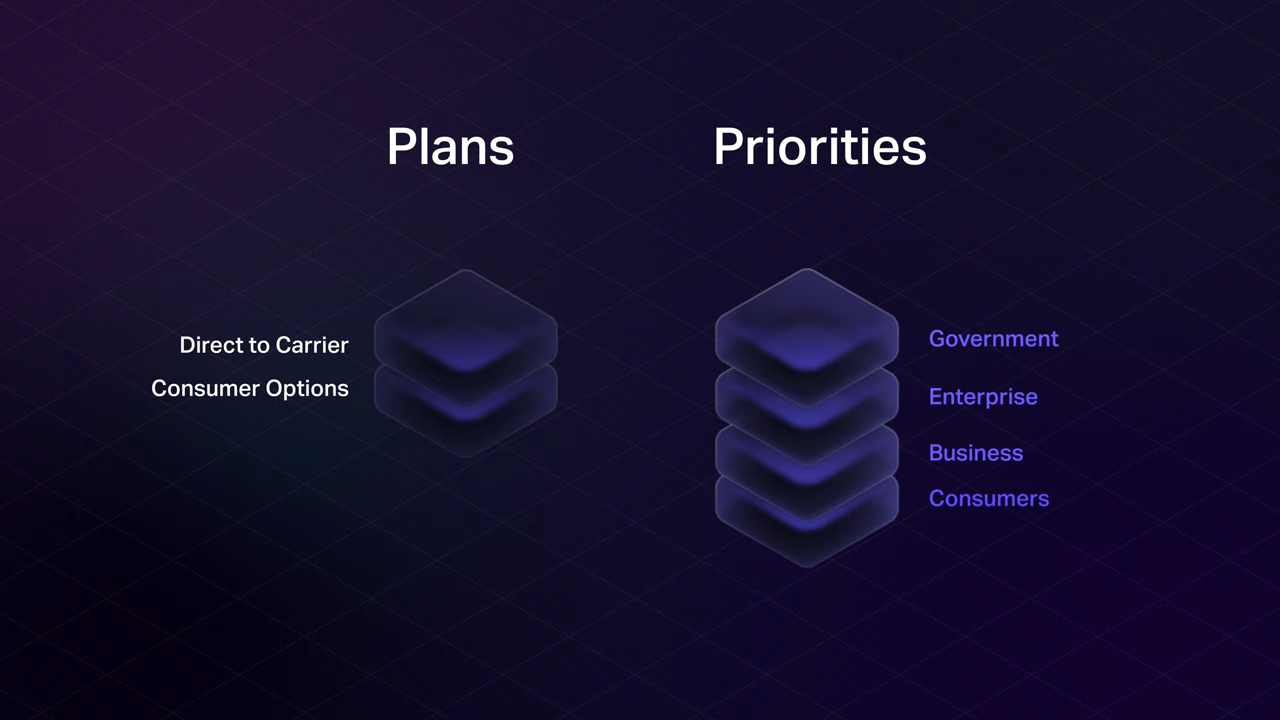 Plans
Direct to Carrier
Consumer Options
Priorities
Government
Enterprise
Business
Consumers